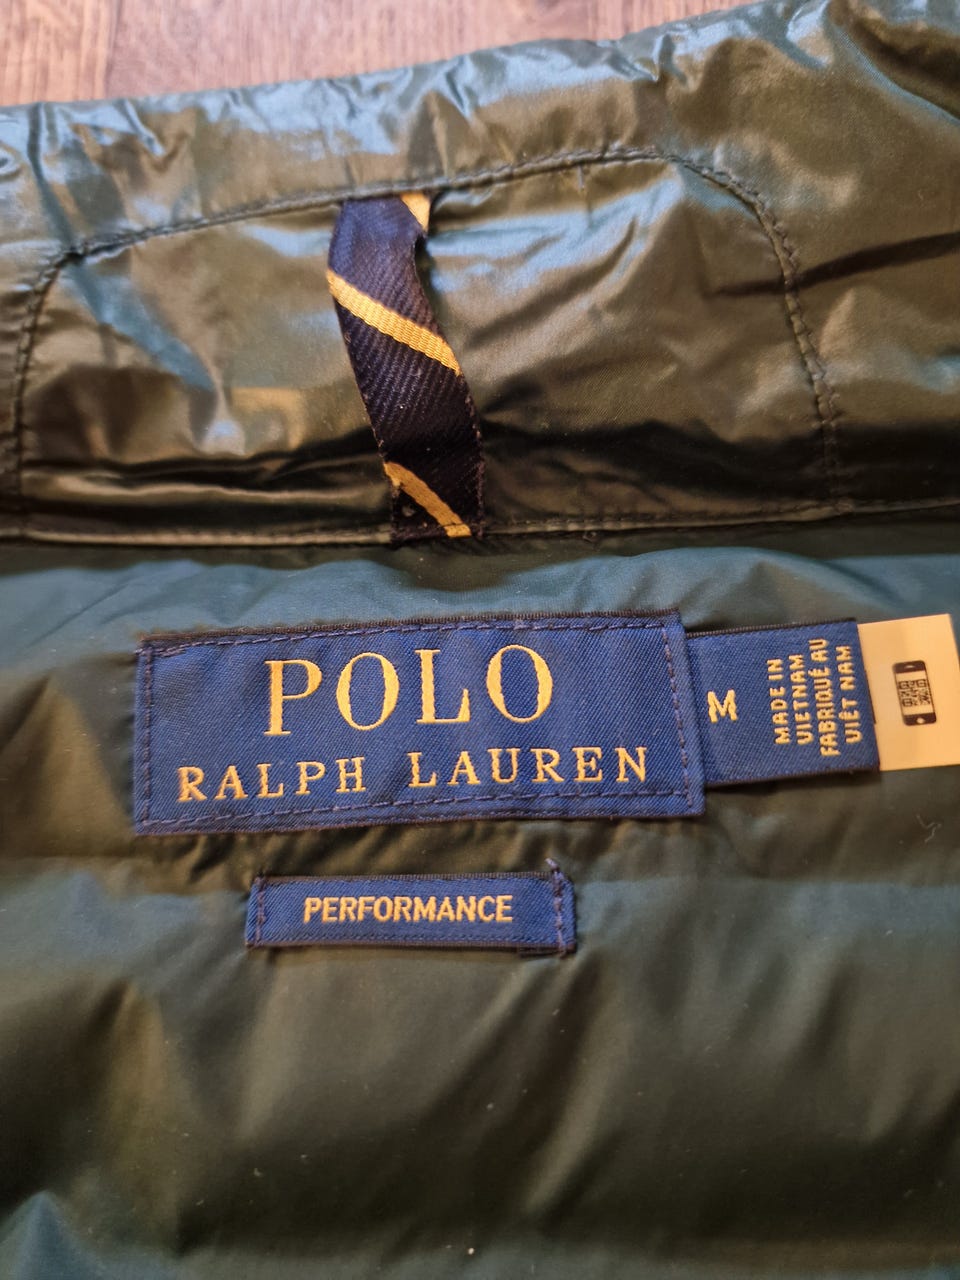 POLO
RALPH LAUREN
M
MADE IN
VIETNAM
FABRIQUÉ AU
VIÊT NAM
PERFORMANCE